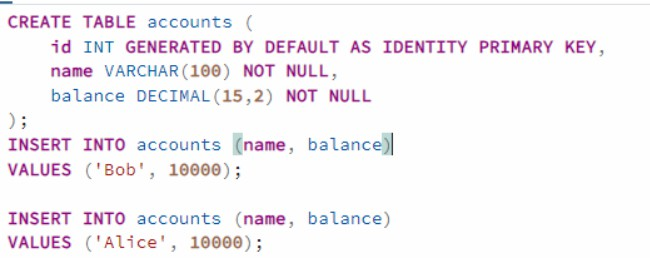 CREATE TABLE accounts (
    id INT GENERATED BY DEFAULT AS IDENTITY PRIMARY KEY,
    name VARCHAR(100) NOT NULL,
    balance DECIMAL(15,2) NOT NULL
);
INSERT INTO accounts (name, balance)
VALUES ('Bob', 10000);

INSERT INTO accounts (name, balance)
VALUES ('Alice', 10000);